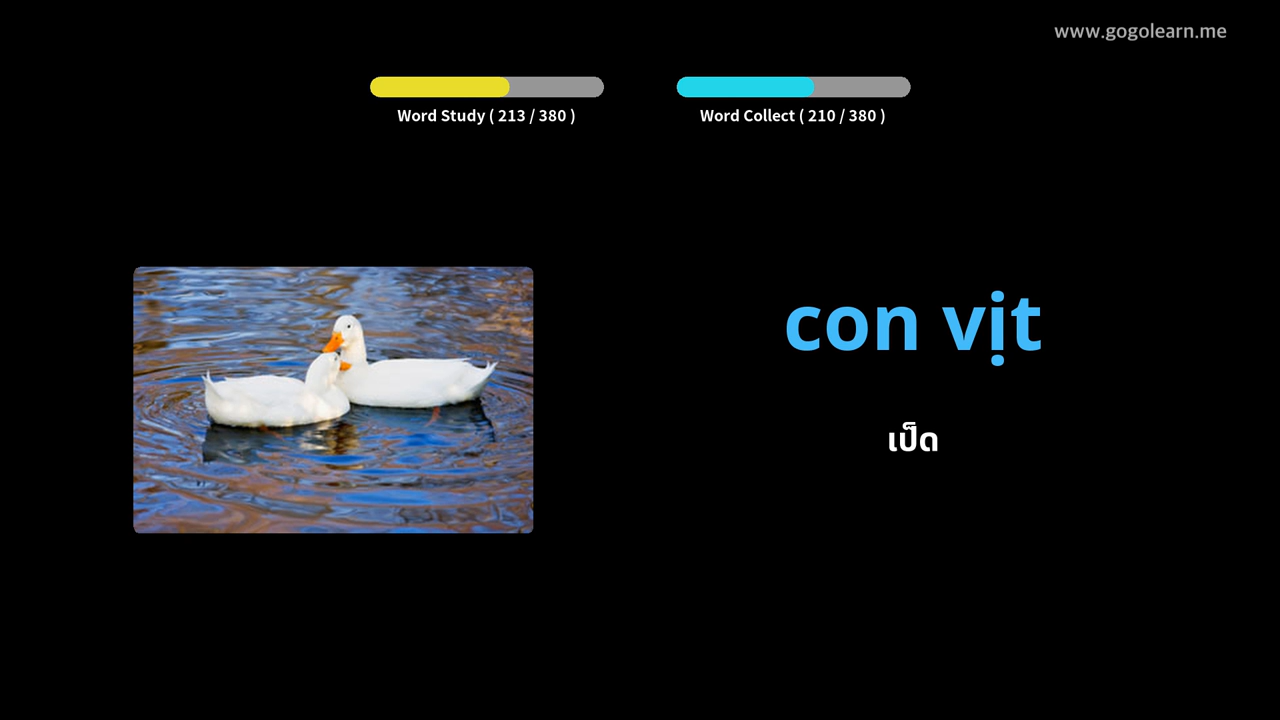 www.gogolearn.me
Word Study ( 213 / 380 )
Word Collect ( 210 / 380 )
con vịt
เป็ด